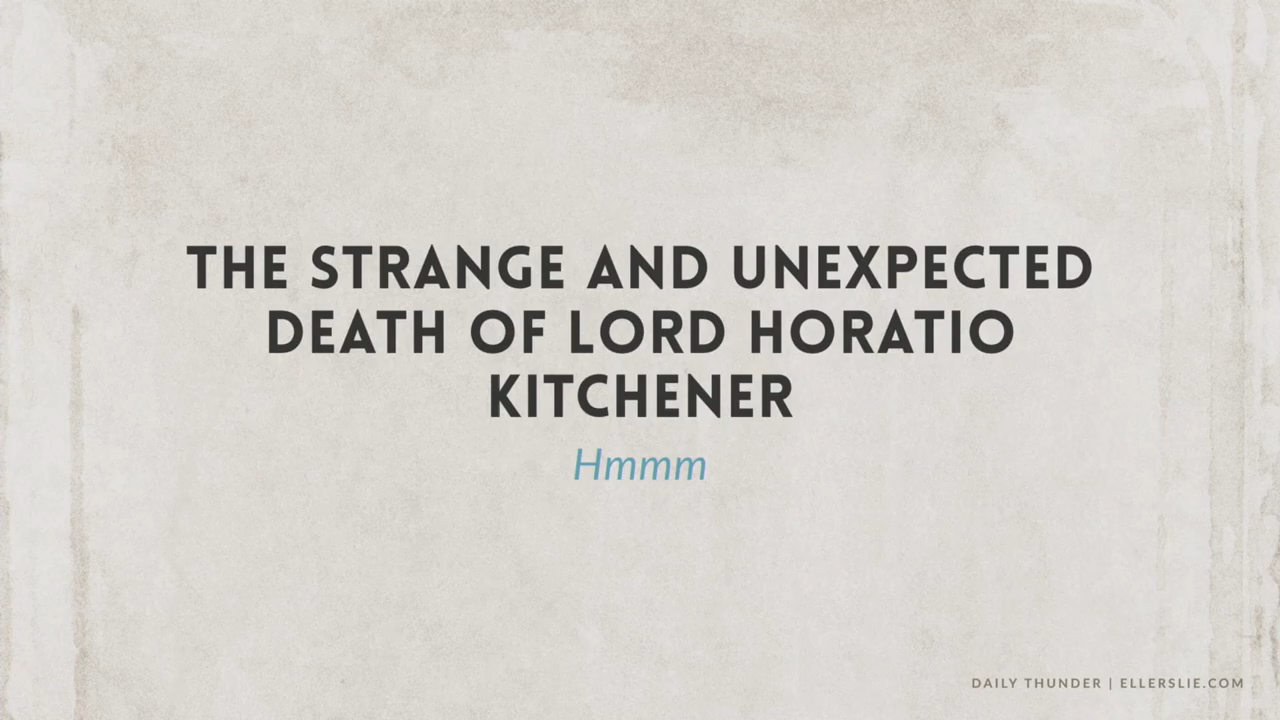 THE STRANGE AND UNEXPECTED
DEATH OF LORD HORATIO
KITCHENER
Hmmm
DAILY THUNDER | ELLERSLIE.COM